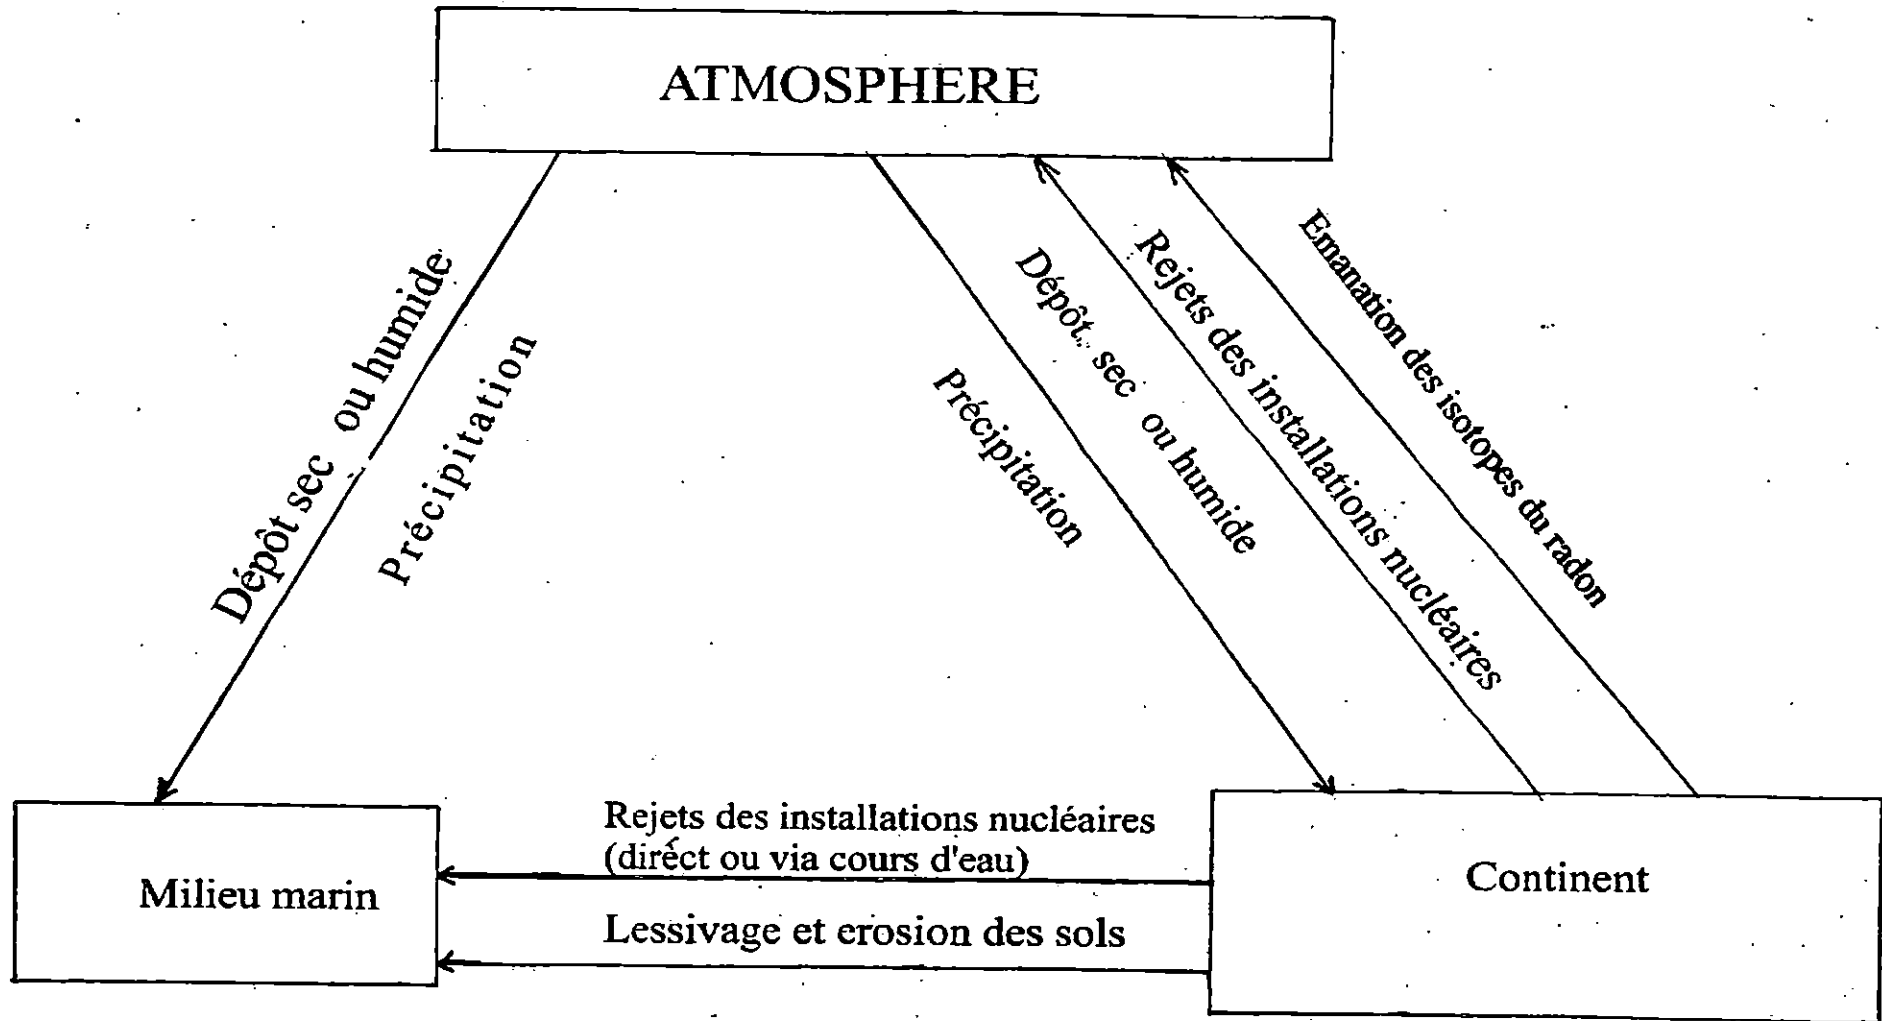 ATMOSPHERE
Dépôt sec ou humide
Précipitation
Précipitation
Dépôt sec ou humide
Rejets des installations nucléaires
Emanation des isotopes du radon
Milieu marin
Rejets des installations nucléaires
(diréct ou via cours d'eau)
Lessivage et erosion des sols
Continent